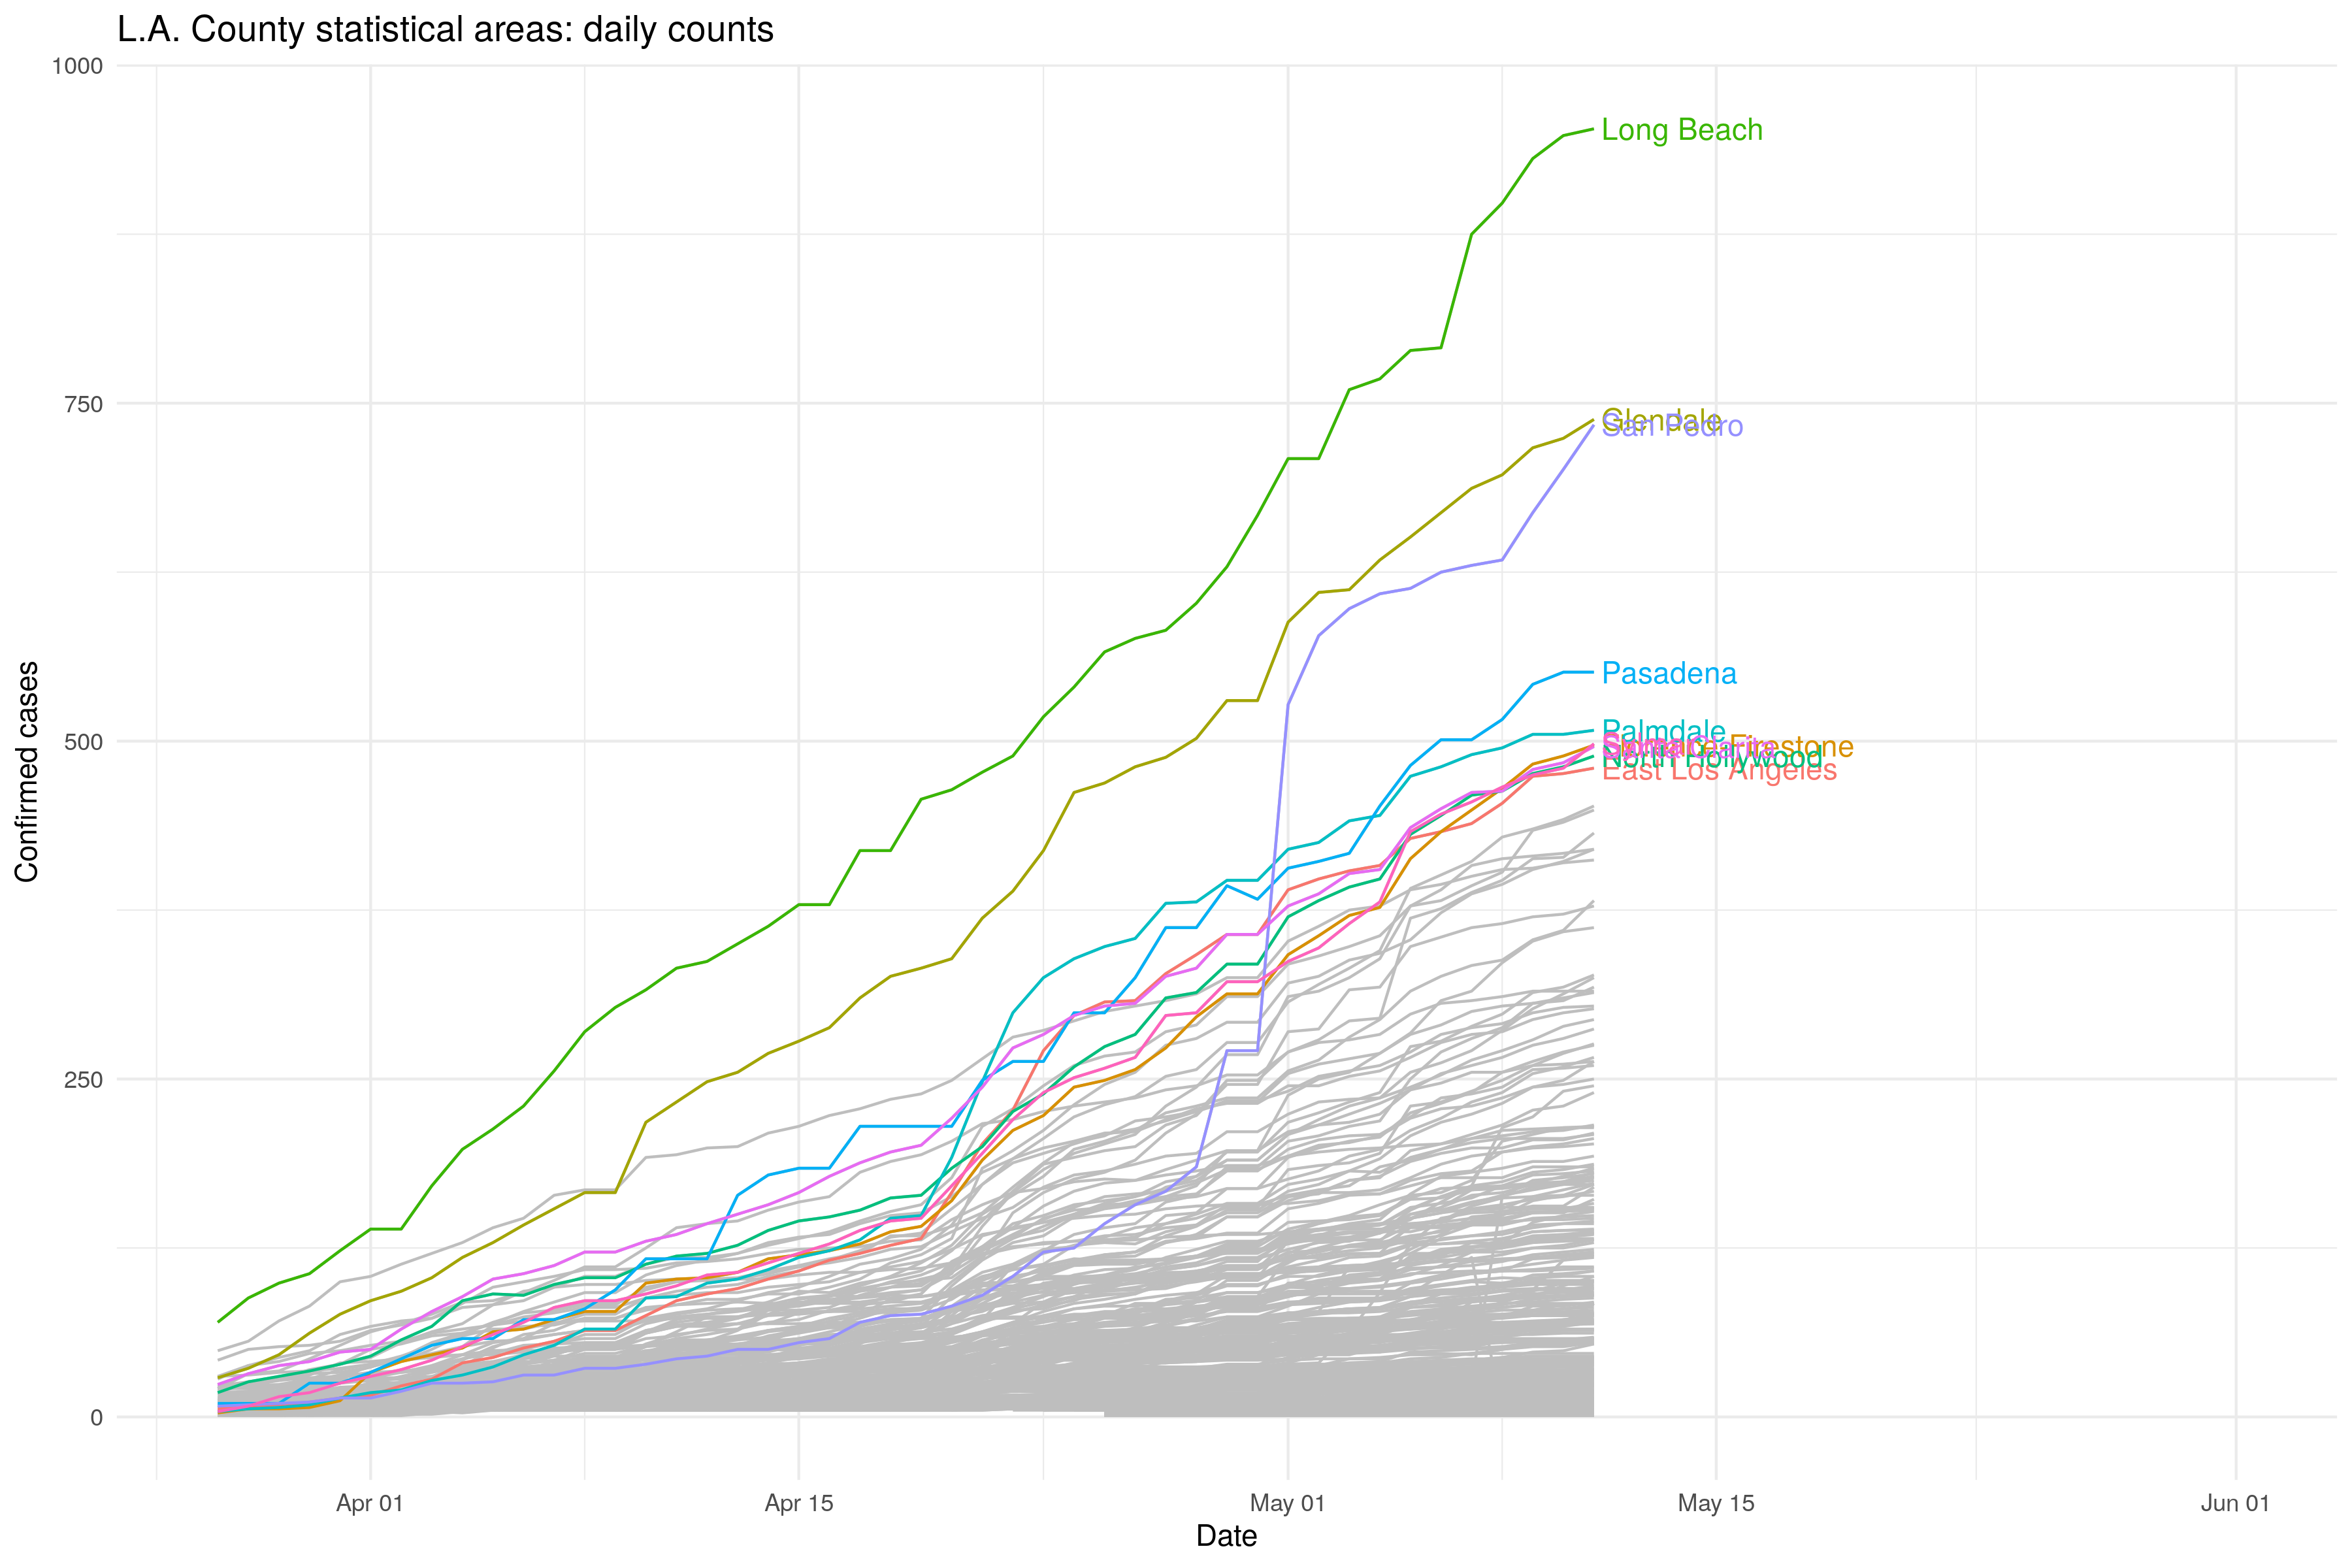 L.A. County statistical areas: daily counts
1000
750
500
250
0
Confirmed cases
Long Beach
Glendale
San Pedro
Pasadena
Palmdale
Firestone
North Hollywood
East Los Angeles
Apr 01
Apr 15
May 01
May 15
Jun 01
Date